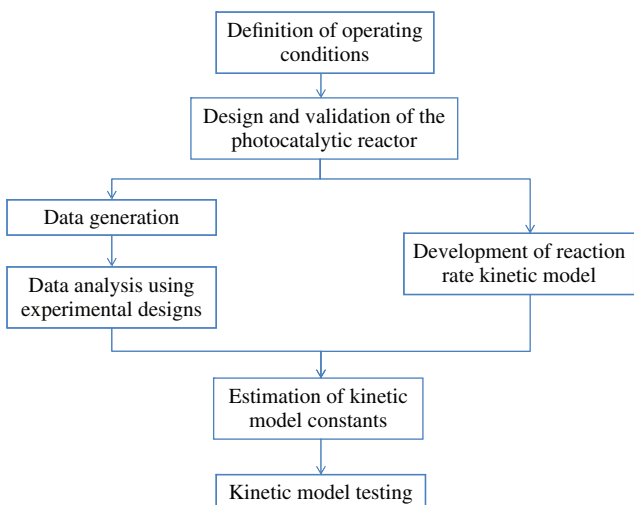 Definition of operating
conditions
Design and validation of the
photocatalytic reactor
Data generation
Data analysis using
experimental designs
Development of reaction
rate kinetic model
Estimation of kinetic
model constants
Kinetic model testing